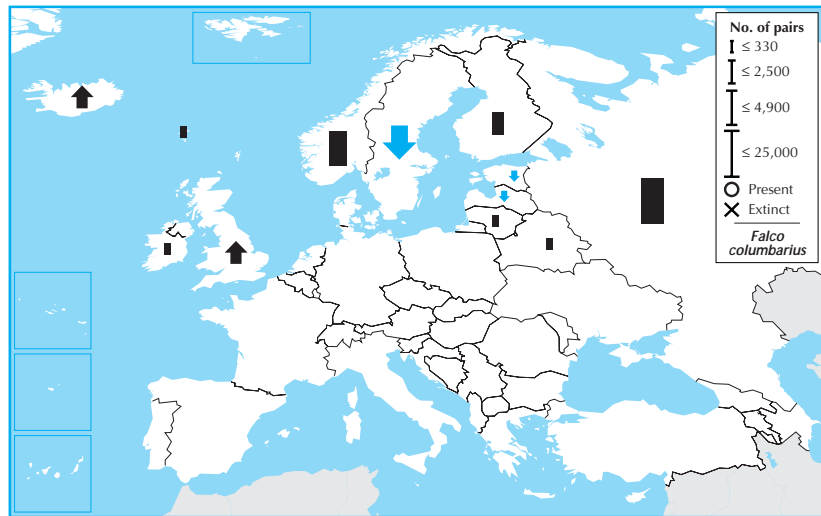 No. of pairs
≤ 330
≤ 2,500
≤ 4,900
≤ 25,000
Present
Extinct
Falco
columbarius